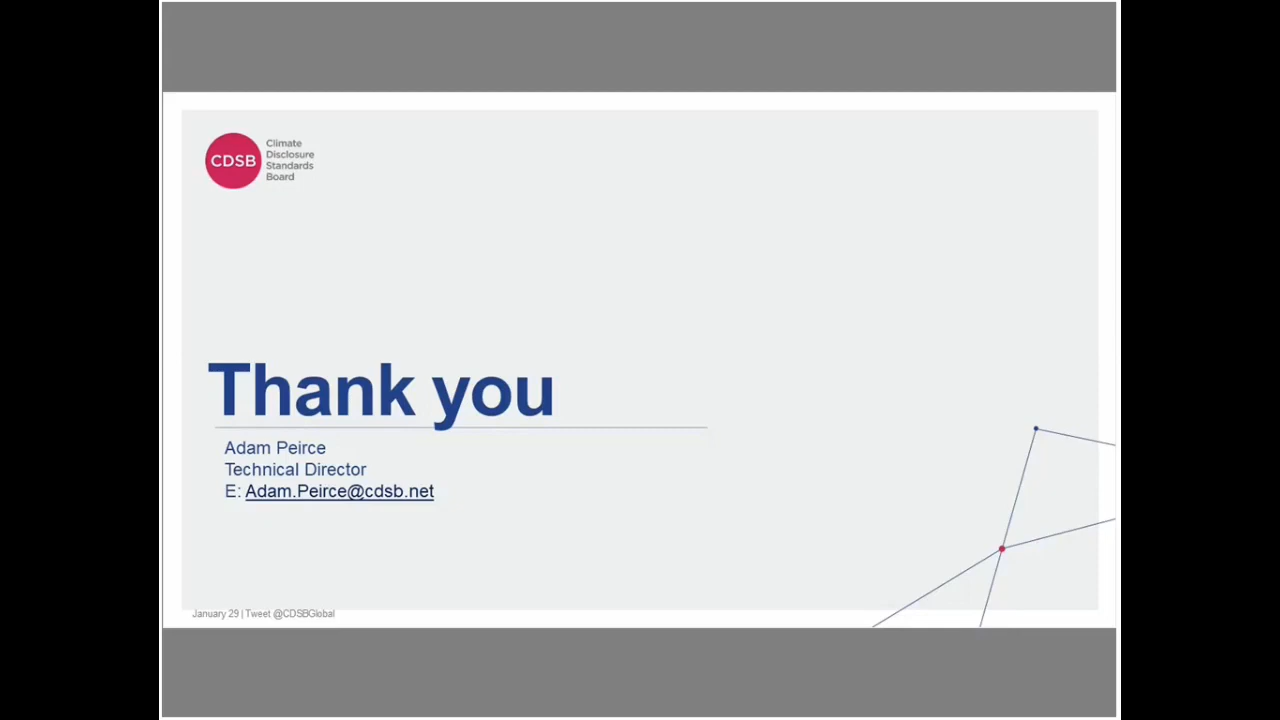 CDSB
Climate
Disclosure
Standards
Board
Thank you
Adam Peirce
Technical Director
E: Adam.Peirce@cdsb.net
January 29 | Tweet @CDSBGlobal